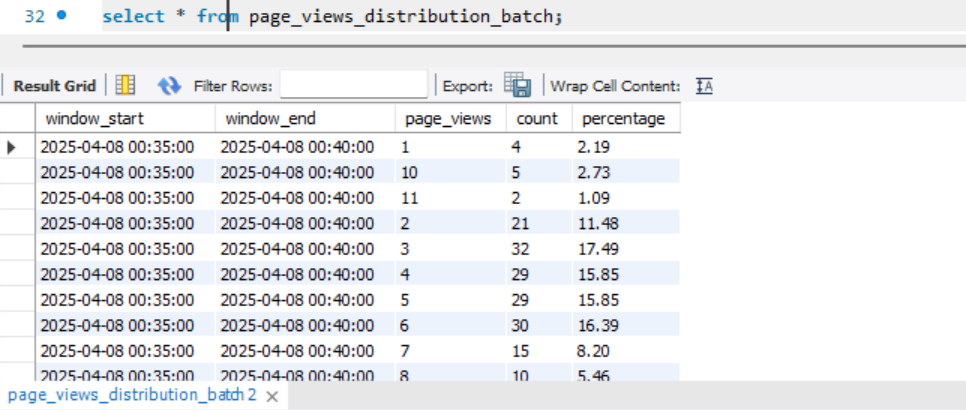 32 select * from page_views_distribution_batch;
Result Grid Filter Rows: Export: Wrap Cell Content:
window_start window_end page_views count percentage
2025-04-08 00:35:00 2025-04-08 00:40:00 1 4 2.19
2025-04-08 00:35:00 2025-04-08 00:40:00 10 5 2.73
2025-04-08 00:35:00 2025-04-08 00:40:00 11 2 1.09
2025-04-08 00:35:00 2025-04-08 00:40:00 2 21 11.48
2025-04-08 00:35:00 2025-04-08 00:40:00 3 32 17.49
2025-04-08 00:35:00 2025-04-08 00:40:00 4 29 15.85
2025-04-08 00:35:00 2025-04-08 00:40:00 5 29 15.85
2025-04-08 00:35:00 2025-04-08 00:40:00 6 30 16.39
2025-04-08 00:35:00 2025-04-08 00:40:00 7 15 8.20
2025-04-08 00:35:00 2025-04-08 00:40:00 8 10 5.46
page_views_distribution_batch 2